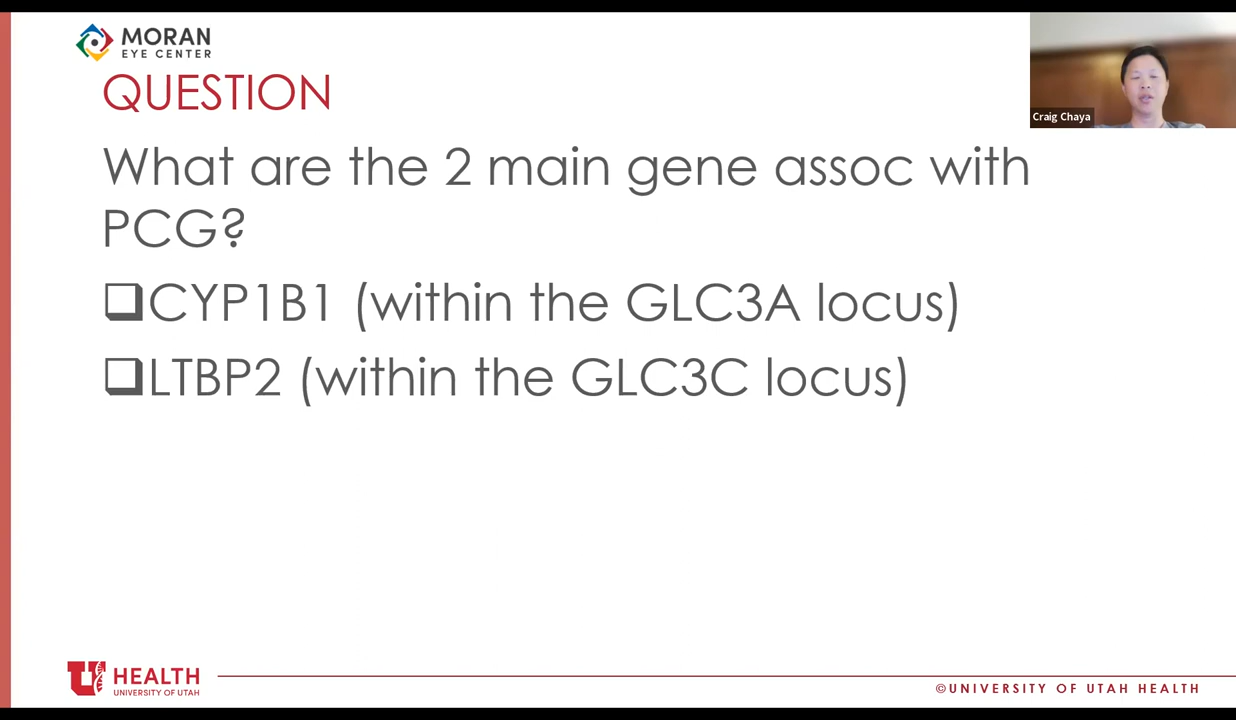 MORAN
EYE CENTER
QUESTION
Craig Chaya
What are the 2 main gene assoc with
PCG?
❑CYP1B1 (within the GLC3A locus)
❑LTBP2 (within the GLC3C locus)
U HEALTH
UNIVERSITY OF UTAH
©UNIVERSITY OF UTAH HEALTH